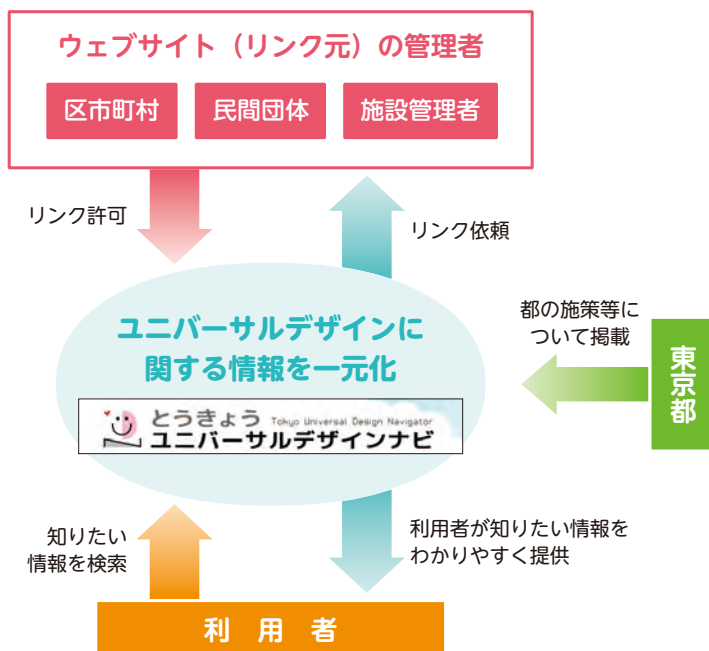 ウェブサイト（リンク元）の管理者
区市町村
民間団体
施設管理者
リンク許可
リンク依頼
ユニバーサルデザインに
関する情報を一元化
とうきょう Tokyo Universal Design Navigator
ユニバーサルデザインナビ
都の施策等に
ついて掲載
東京都
知りたい
情報を検索
利用者が知りたい情報を
わかりやすく提供
利用者